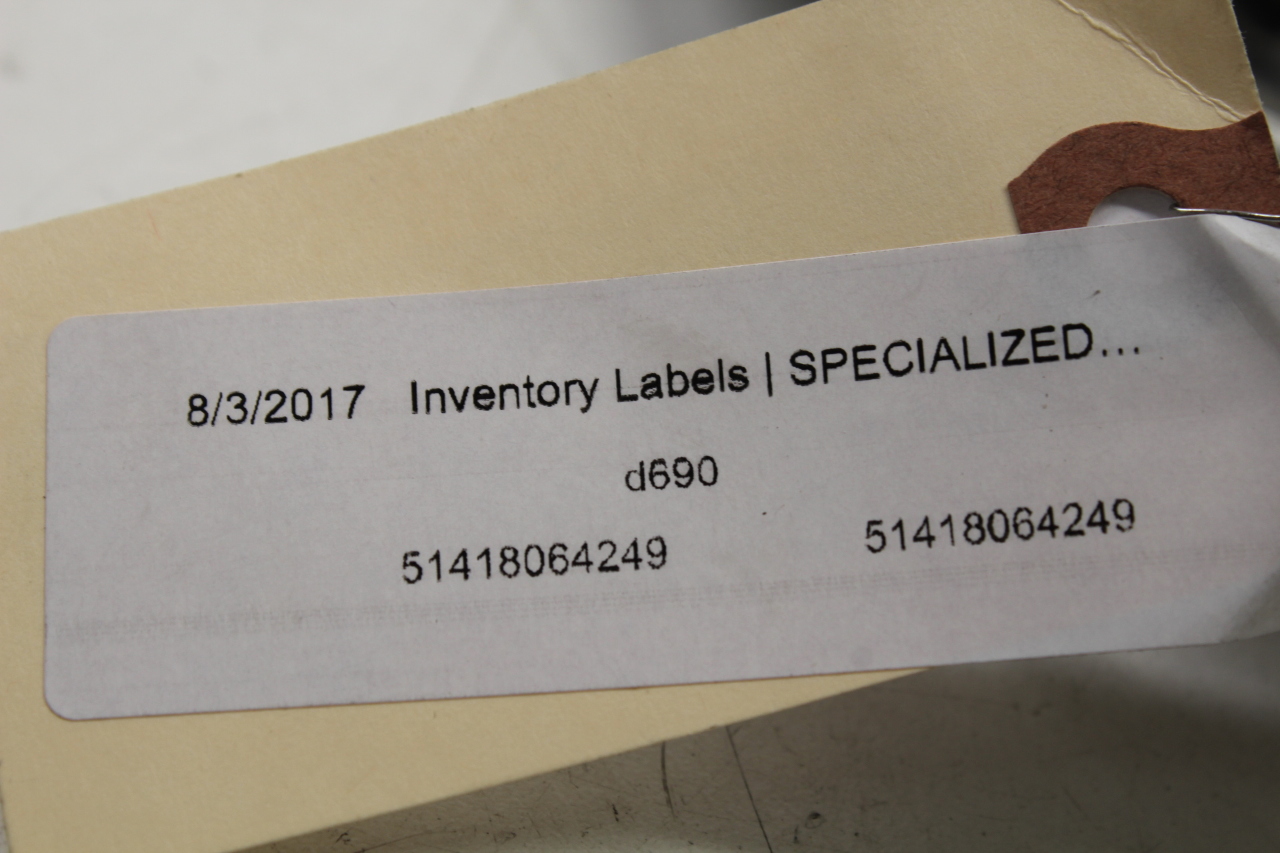 8/3/2017 Inventory Labels | SPECIALIZED...
d690
51418064249 51418064249